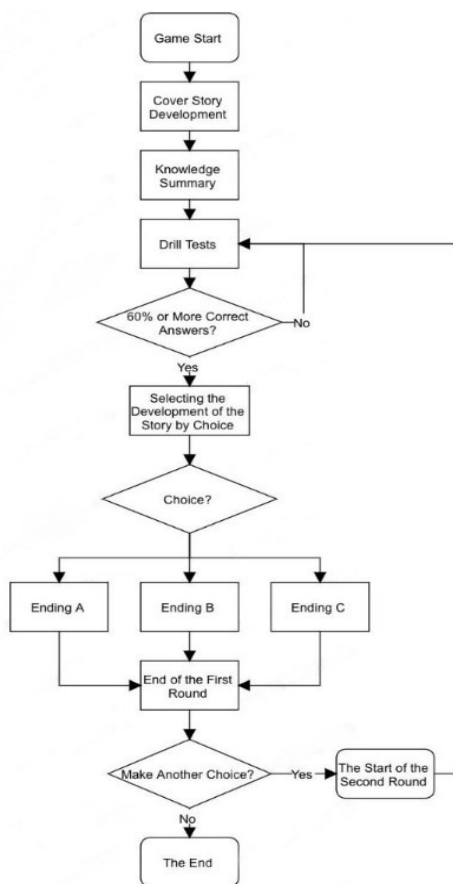 Game Start
Cover Story
Development
Knowledge
Summary
Drill Tests
60% or More Correct
Answers?
No
Yes
Selecting the
Development of the
Story by Choice
Choice?
Ending A
Ending B
Ending C
End of the First
Round
Make Another Choice?
Yes
The Start of the
Second Round
No
The End